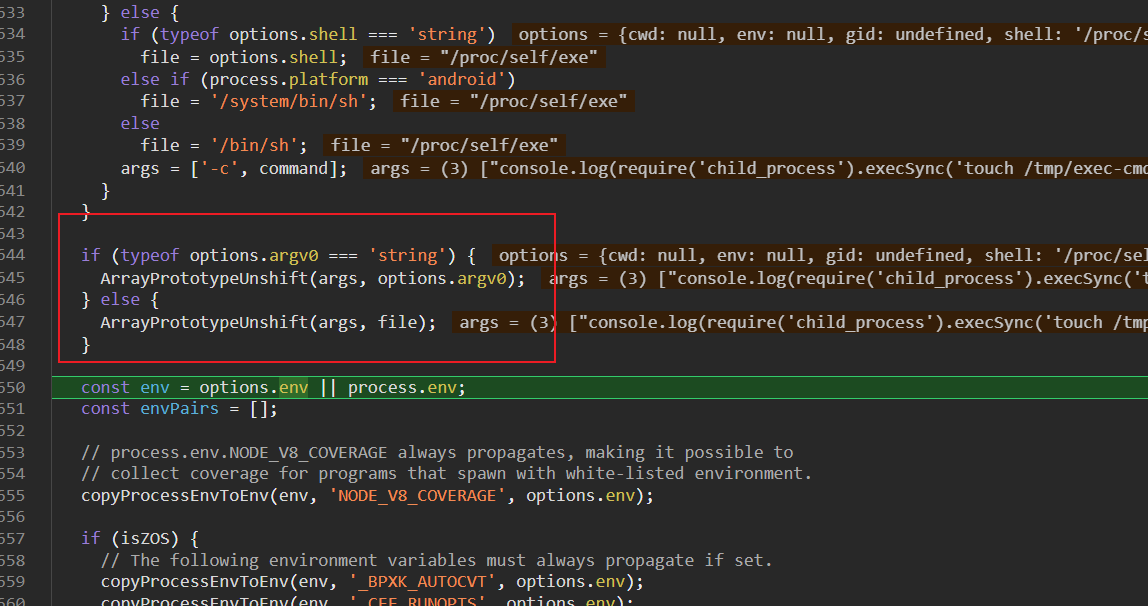 533 } else {
534 if (typeof options.shell === 'string') options = {cwd: null, env: null, gid: undefined, shell: '/proc/s
535 file = options.shell; file = "/proc/self/exe"
536 else if (process.platform === 'android')
537 file = '/system/bin/sh'; file = "/proc/self/exe"
538 else
539 file = '/bin/sh'; file = "/proc/self/exe"
540 args = ['-c', command]; args = (3) ["console.log(require('child_process').execSync('touch /tmp/exec-cmd
541 }
542 }
543
544 if (typeof options.argv0 === 'string') { options = {cwd: null, env: null, gid: undefined, shell: '/proc/sel
545 ArrayPrototypeUnshift(args, options.argv0); args = (3) ["console.log(require('child_process').execSync('t
546 } else {
547 ArrayPrototypeUnshift(args, file); args = (3) ["console.log(require('child_process').execSync('touch /tmp
548 }
549
550 const env = options.env || process.env;
551 const envPairs = [];
552
553 // process.env.NODE_V8_COVERAGE always propagates, making it possible to
554 // collect coverage for programs that spawn with white-listed environment.
555 copyProcessEnvToEnv(env, 'NODE_V8_COVERAGE', options.env);
556
557 if (isZOS) {
558 // The following environment variables must always propagate if set.
559 copyProcessEnvToEnv(env, '_BPXK_AUTOCVT', options.env);
560 copyProcessEnvToEnv(env, '_CEE_RUNOPTS', options.env);